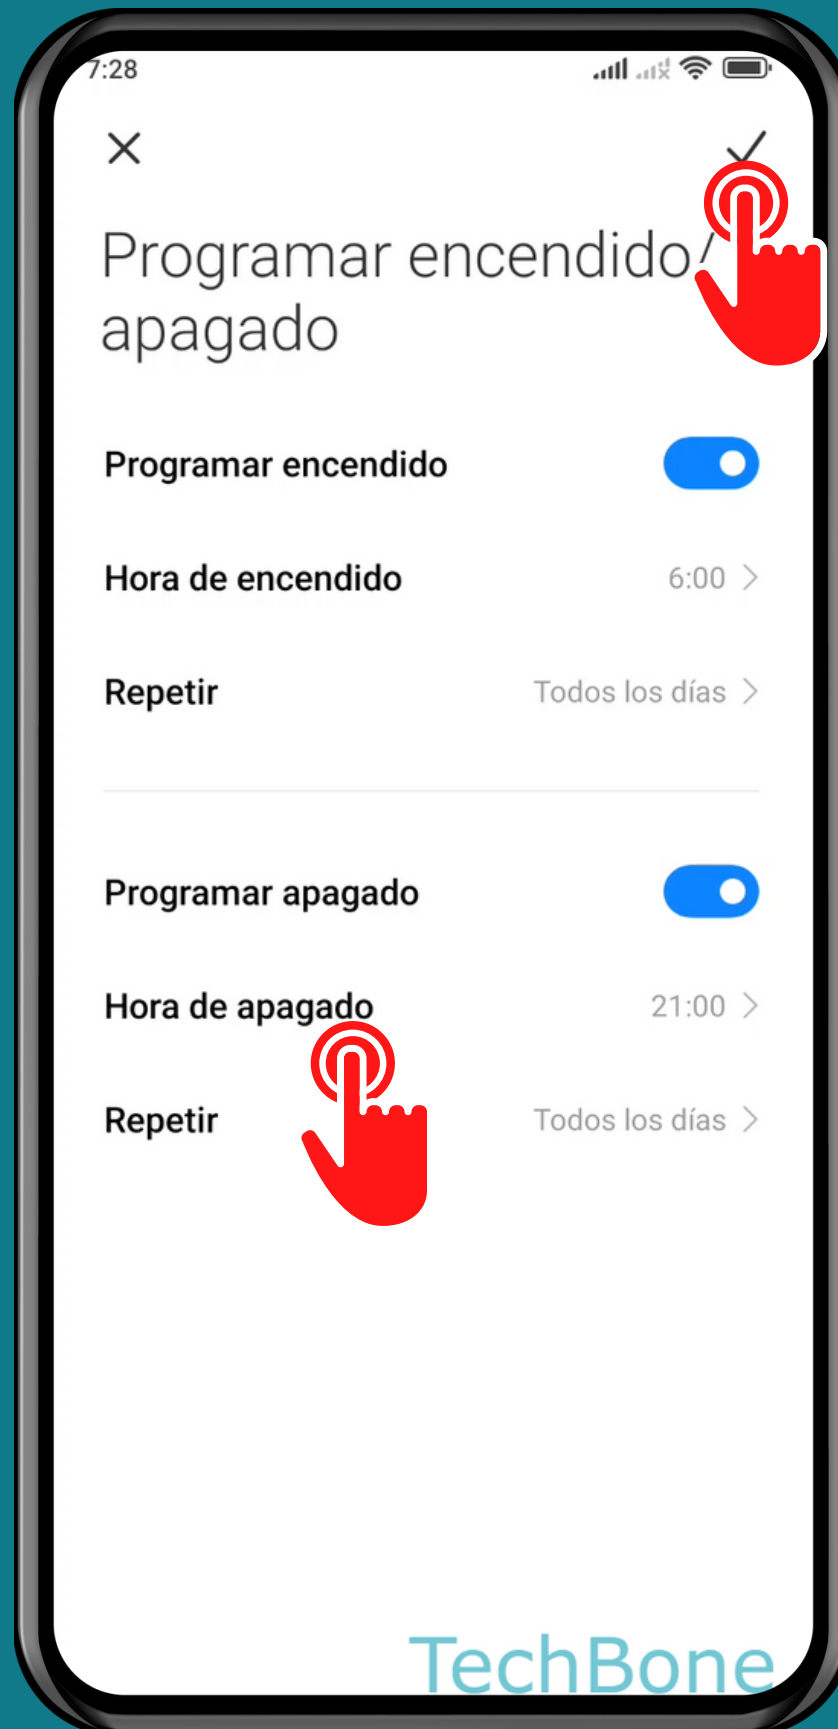 7:28
Programar encendido/
apagado
Programar encendido
Hora de encendido 6:00
Repetir Todos los días
Programar apagado
Hora de apagado 21:00
Repetir Todos los días
TechBone